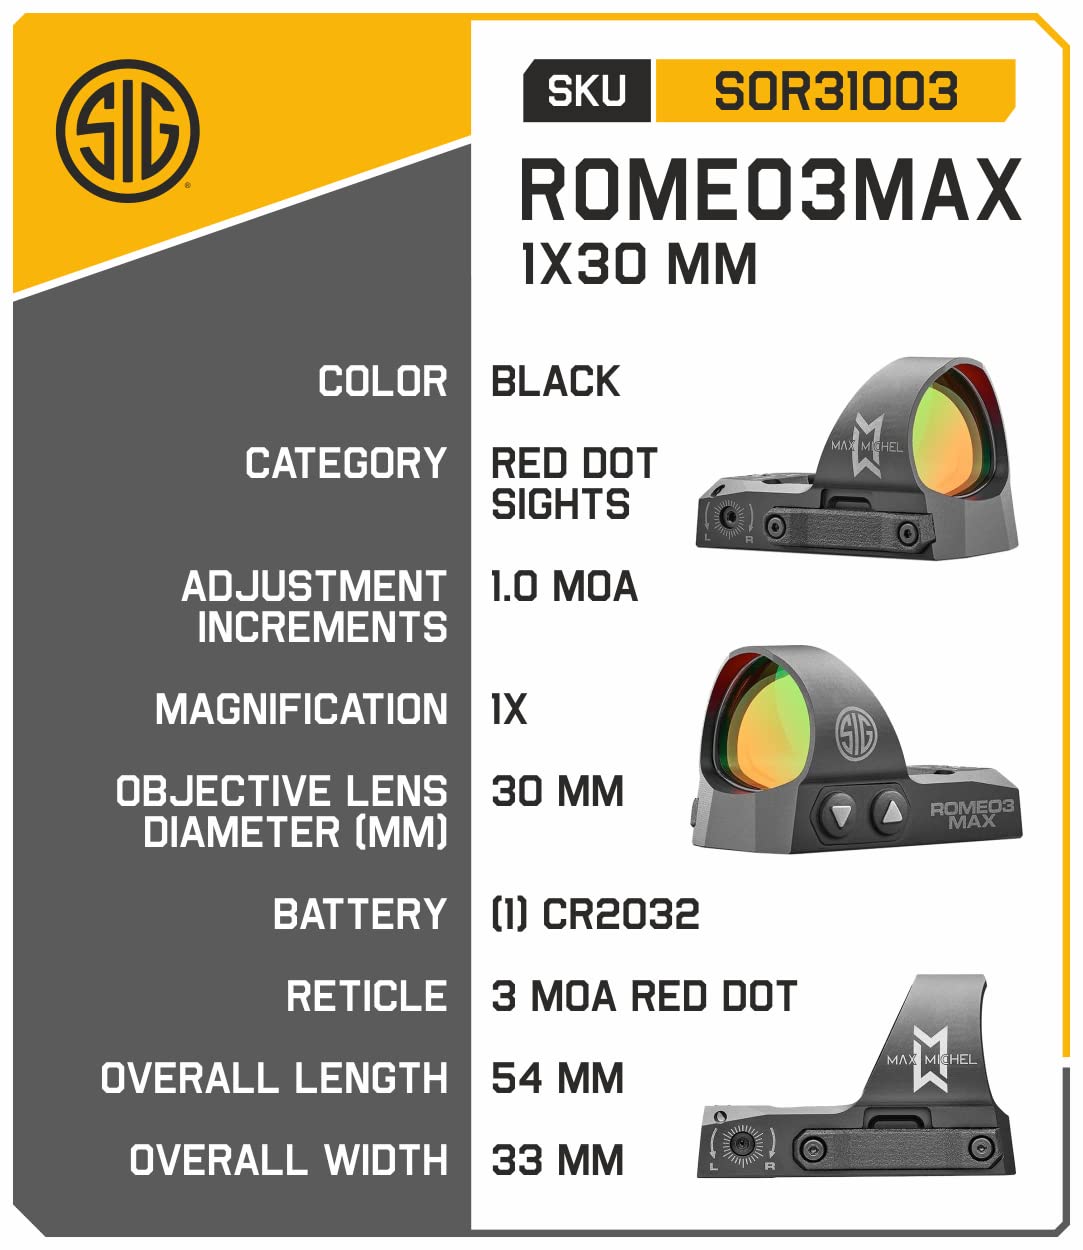 SIG
®
SKU SOR31003
ROMEO3MAX
1X30 MM
COLOR BLACK
CATEGORY RED DOT
SIGHTS
ADJUSTMENT 1.0 MOA
INCREMENTS
MAGNIFICATION 1X
OBJECTIVE LENS 30 MM
DIAMETER (MM)
BATTERY (1) CR2032
RETICLE 3 MOA RED DOT
OVERALL LENGTH 54 MM
OVERALL WIDTH 33 MM
MAX MICHEL
L R
SIG
ROMEO3
MAX
MAX MICHEL
L R